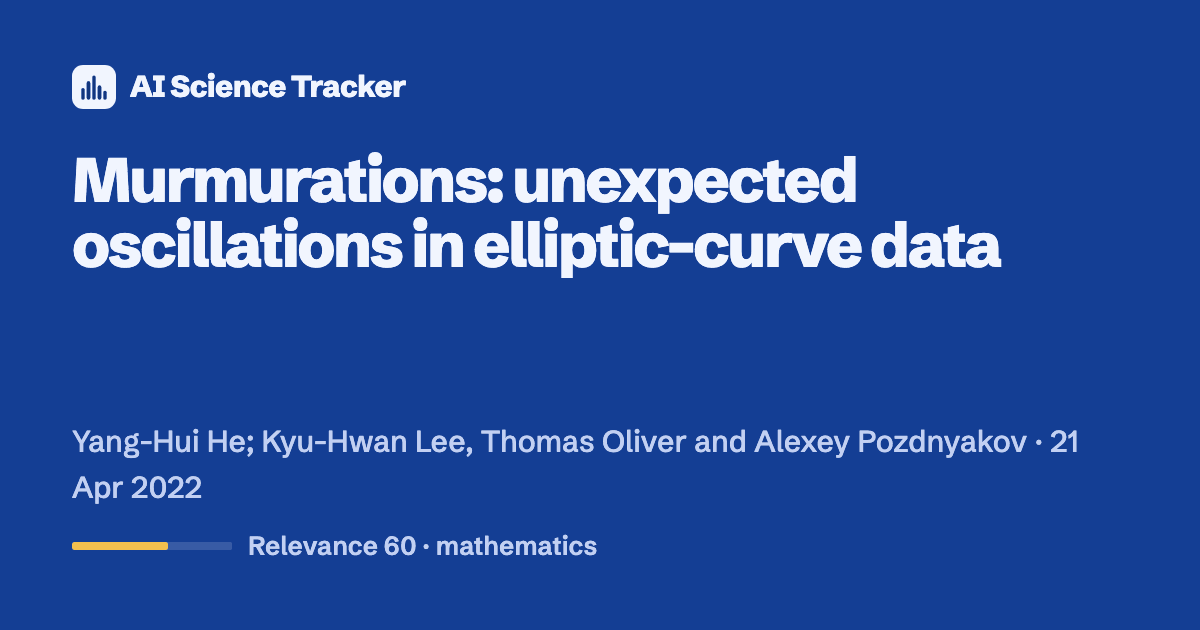 AI Science Tracker
Murmurations: unexpected
oscillations in elliptic-curve data
Yang-Hui He; Kyu-Hwan Lee, Thomas Oliver and Alexey Pozdnyakov · 21
Apr 2022
Relevance 60 · mathematics